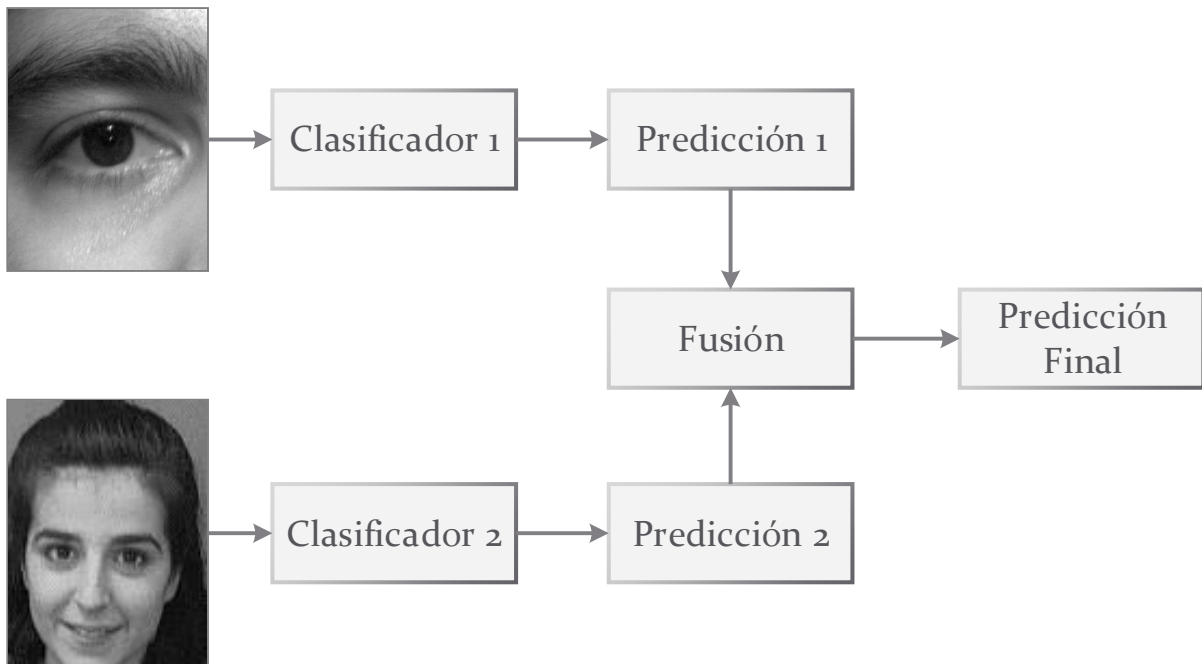 Clasificador 1
Predicción 1
Fusión
Predicción
Final
Clasificador 2
Predicción 2